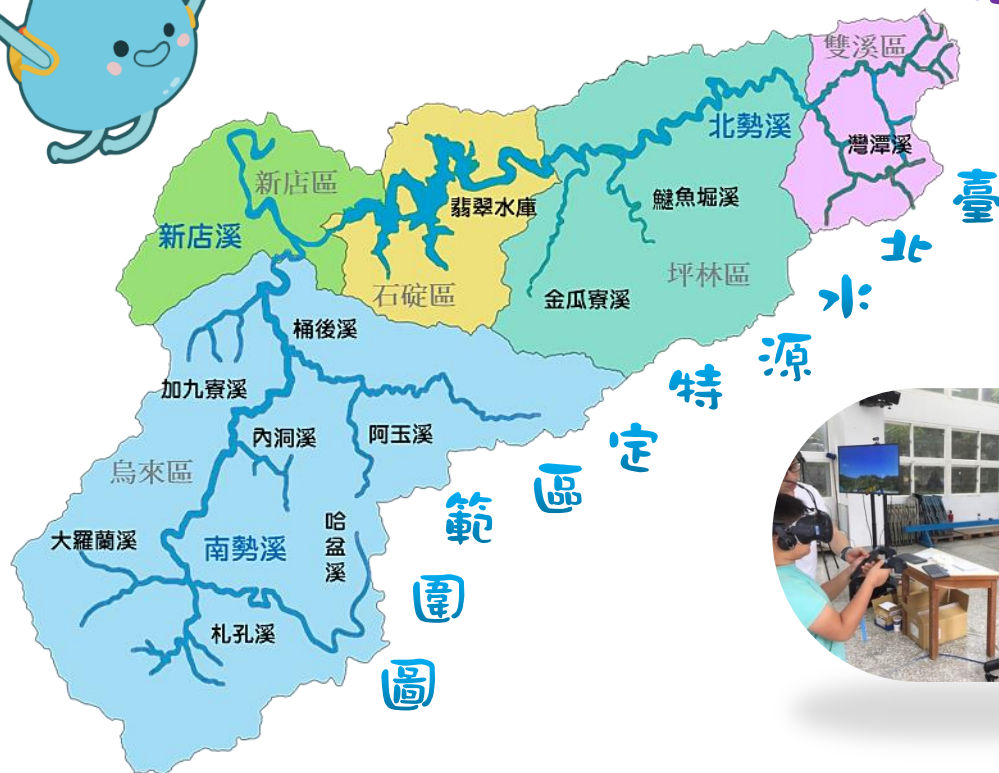 雙溪區
北勢溪
灣潭溪
新店區
翡翠水庫
鱸魚堀溪
新店溪
坪林區
石碇區
金瓜寮溪
桶後溪
加九寮溪
內洞溪
阿玉溪
烏來區
哈盆溪
大羅蘭溪
南勢溪
札孔溪
臺北水源特定區範圍圖